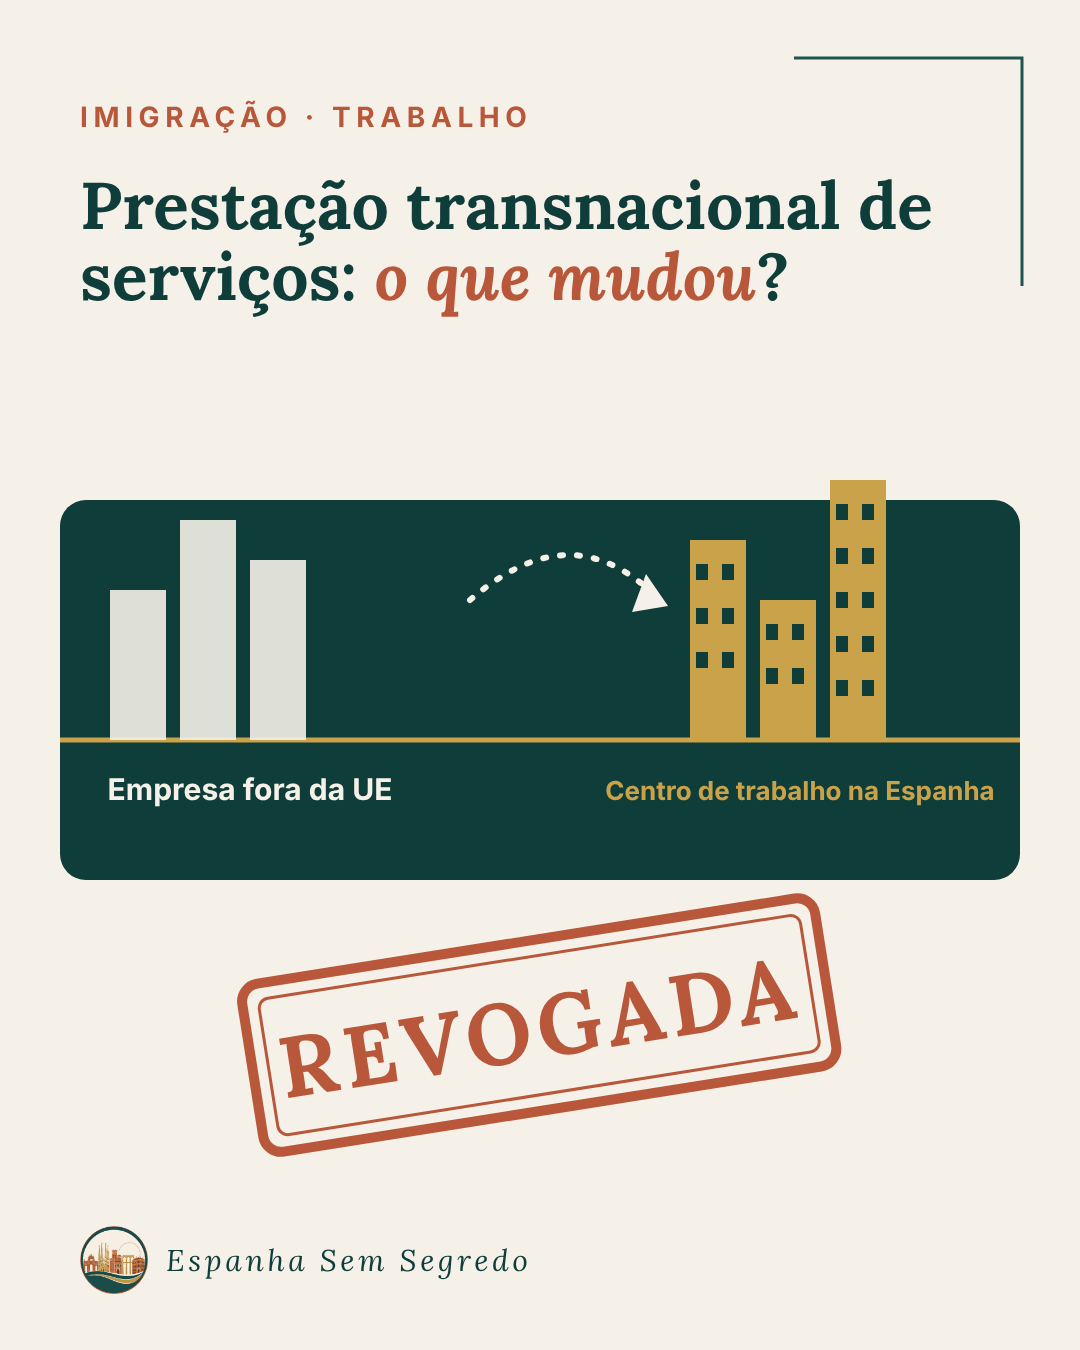 IMIGRAÇÃO · TRABALHO
Prestação transnacional de
serviços: o que mudou?
Empresa fora da UE
Centro de trabalho na Espanha
REVOGADA
Espanha Sem Segredo